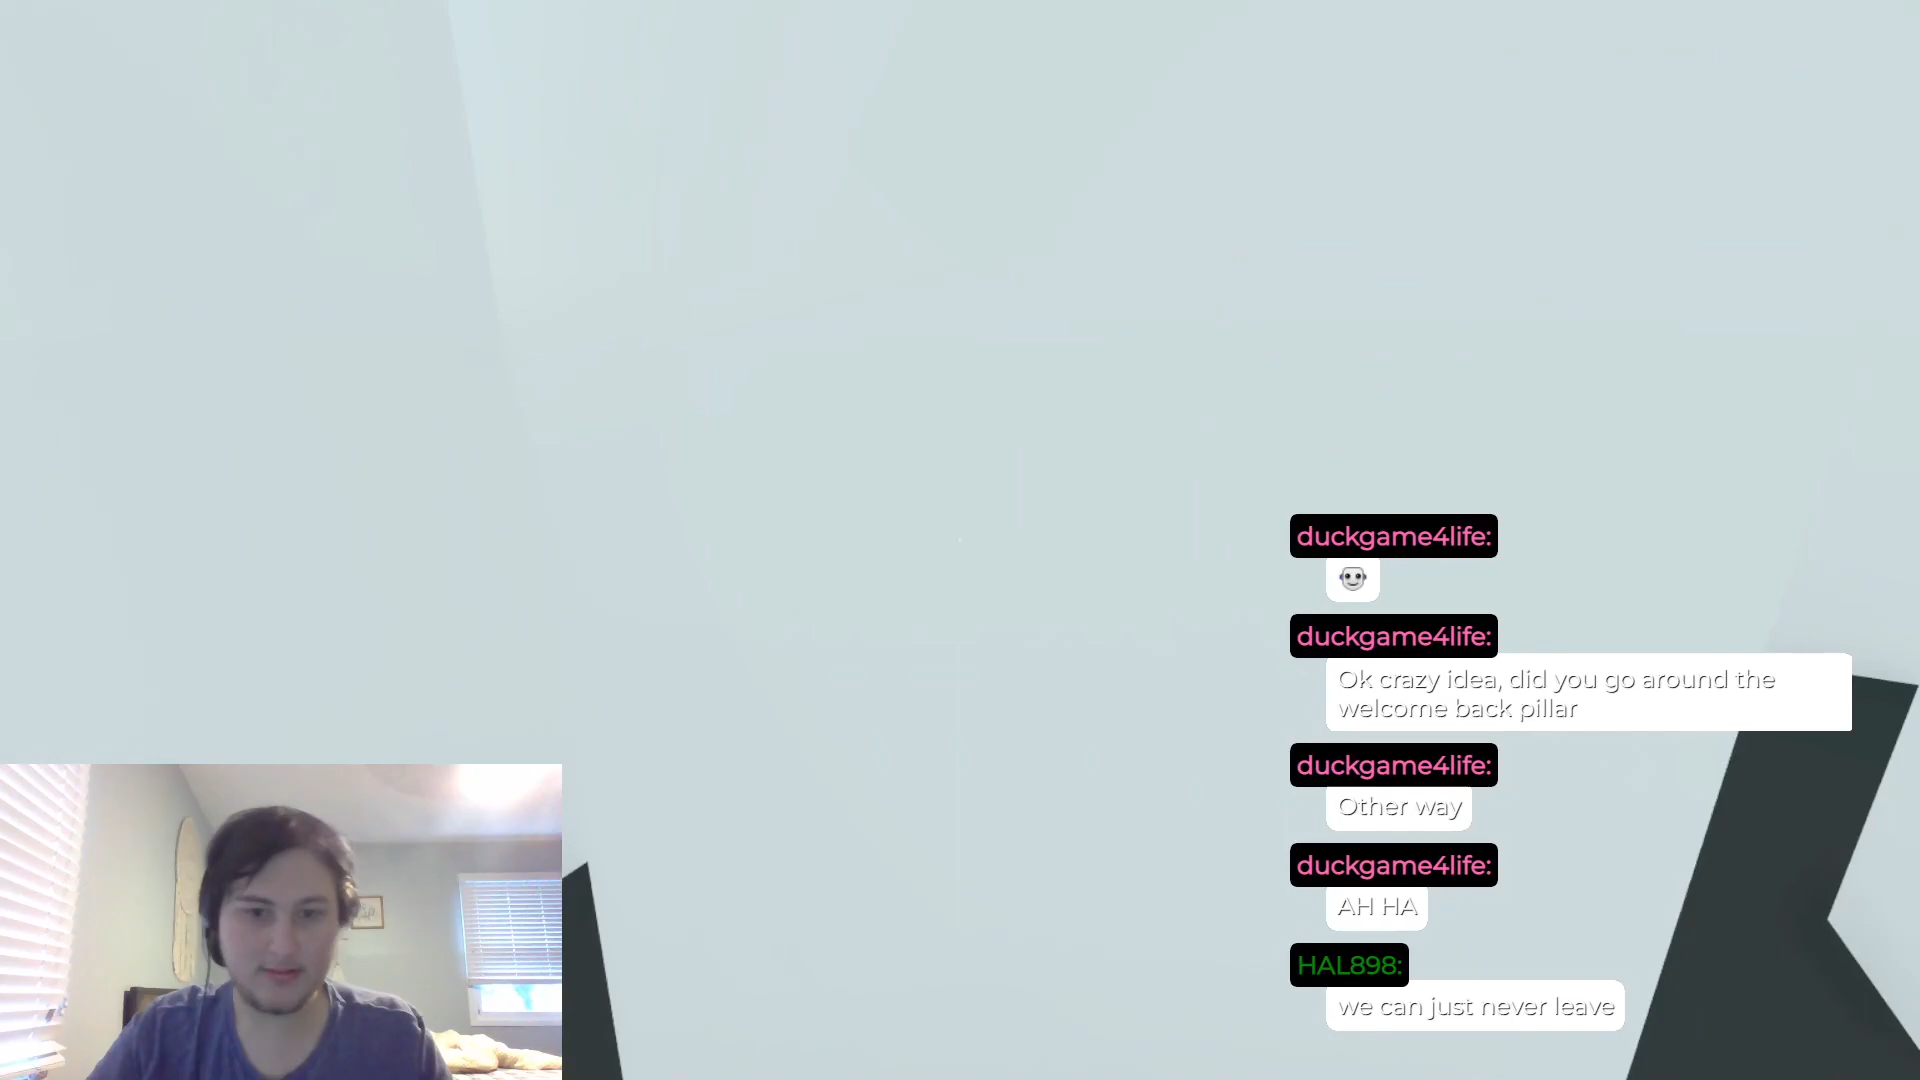 duckgame4life:
duckgame4life:
Ok crazy idea, did you go around the
welcome back pillar
duckgame4life:
Other way
duckgame4life:
AH HA
HAL898:
we can just never leave